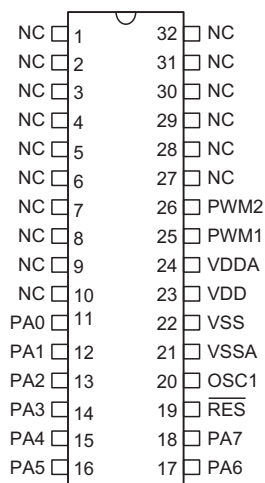 NC 1 32 NC
NC 2 31 NC
NC 3 30 NC
NC 4 29 NC
NC 5 28 NC
NC 6 27 NC
NC 7 26 PWM2
NC 8 25 PWM1
NC 9 24 VDDA
NC 10 23 VDD
PA0 11 22 VSS
PA1 12 21 VSSA
PA2 13 20 OSC1
PA3 14 19 R̅E̅S̅
PA4 15 18 PA7
PA5 16 17 PA6